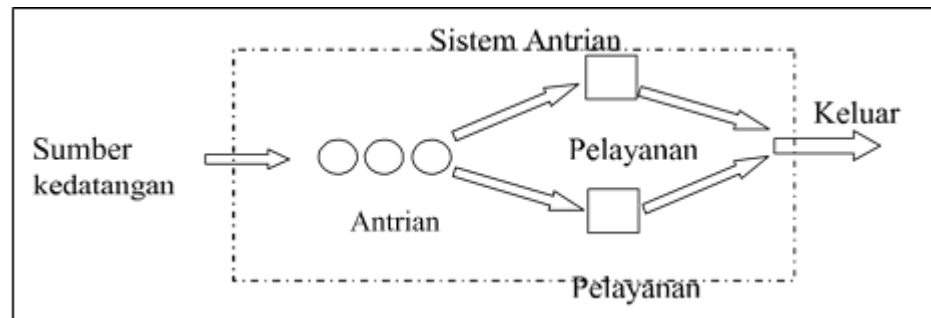 Sistem Antrian
Keluar
Sumber
kedatangan
Pelayanan
Antrian
Pelayanan